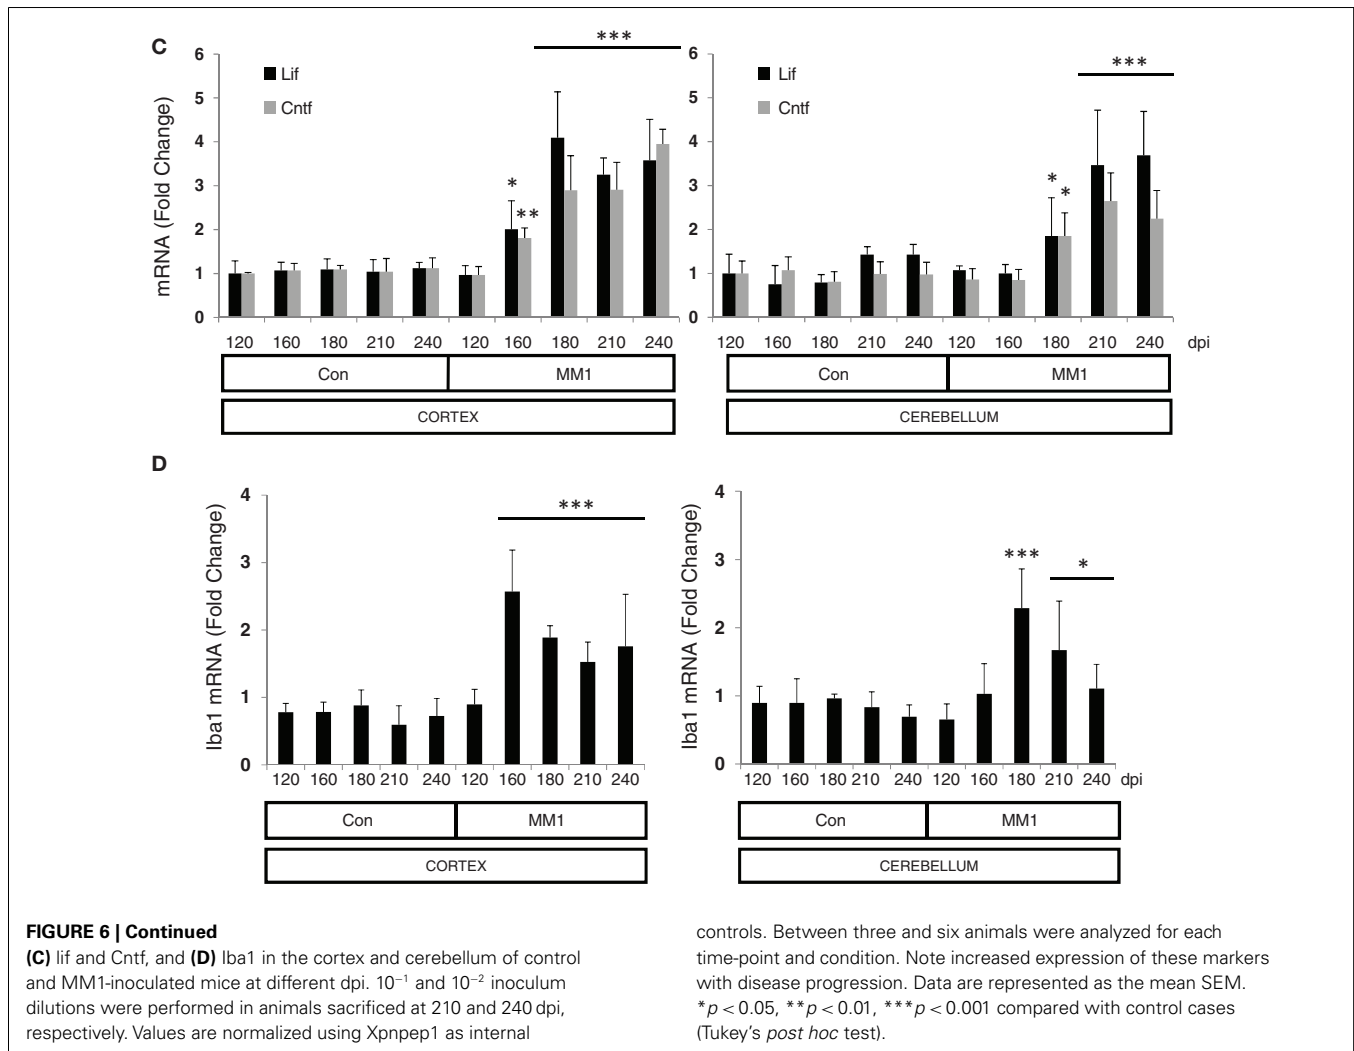 C
6
5
4
3
2
1
0
mRNA (Fold Change)
Lif
Cntf
*
**
***
120 160 180 210 240 120 160 180 210 240
Con MM1
CORTEX
6
5
4
3
2
1
0
Lif
Cntf
*
*
***
120 160 180 210 240 120 160 180 210 240 dpi
Con MM1
CEREBELLUM
D
4
3
2
1
0
Iba1 mRNA (Fold Change)
***
120 160 180 210 240 120 160 180 210 240
Con MM1
CORTEX
4
3
2
1
0
Iba1 mRNA (Fold Change)
***
*
120 160 180 210 240 120 160 180 210 240 dpi
Con MM1
CEREBELLUM
FIGURE 6 | Continued
(C) lif and Cntf, and (D) Iba1 in the cortex and cerebellum of control
and MM1-inoculated mice at different dpi. 10⁻¹ and 10⁻² inoculum
dilutions were performed in animals sacrificed at 210 and 240 dpi,
respectively. Values are normalized using Xpnpep1 as internal
controls. Between three and six animals were analyzed for each
time-point and condition. Note increased expression of these markers
with disease progression. Data are represented as the mean SEM.
*p < 0.05, **p < 0.01, ***p < 0.001 compared with control cases
(Tukey's post hoc test).